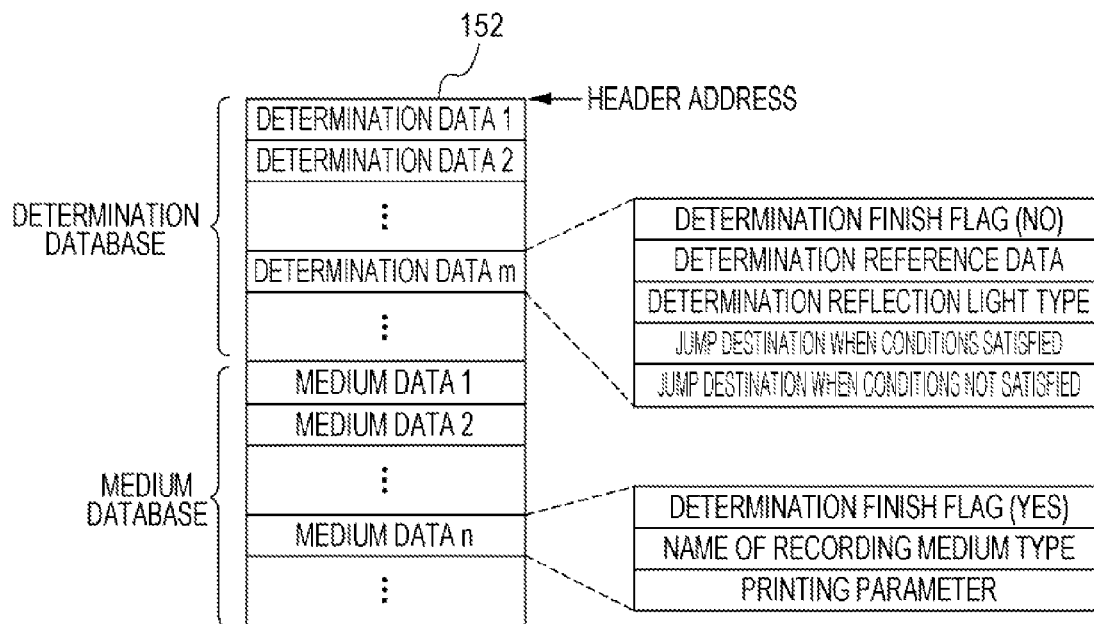 152
HEADER ADDRESS
DETERMINATION DATA 1
DETERMINATION DATA 2
⋮
DETERMINATION DATA m
⋮
DETERMINATION
DATABASE
DETERMINATION FINISH FLAG (NO)
DETERMINATION REFERENCE DATA
DETERMINATION REFLECTION LIGHT TYPE
JUMP DESTINATION WHEN CONDITIONS SATISFIED
JUMP DESTINATION WHEN CONDITIONS NOT SATISFIED
MEDIUM DATA 1
MEDIUM DATA 2
⋮
MEDIUM DATA n
⋮
MEDIUM
DATABASE
DETERMINATION FINISH FLAG (YES)
NAME OF RECORDING MEDIUM TYPE
PRINTING PARAMETER